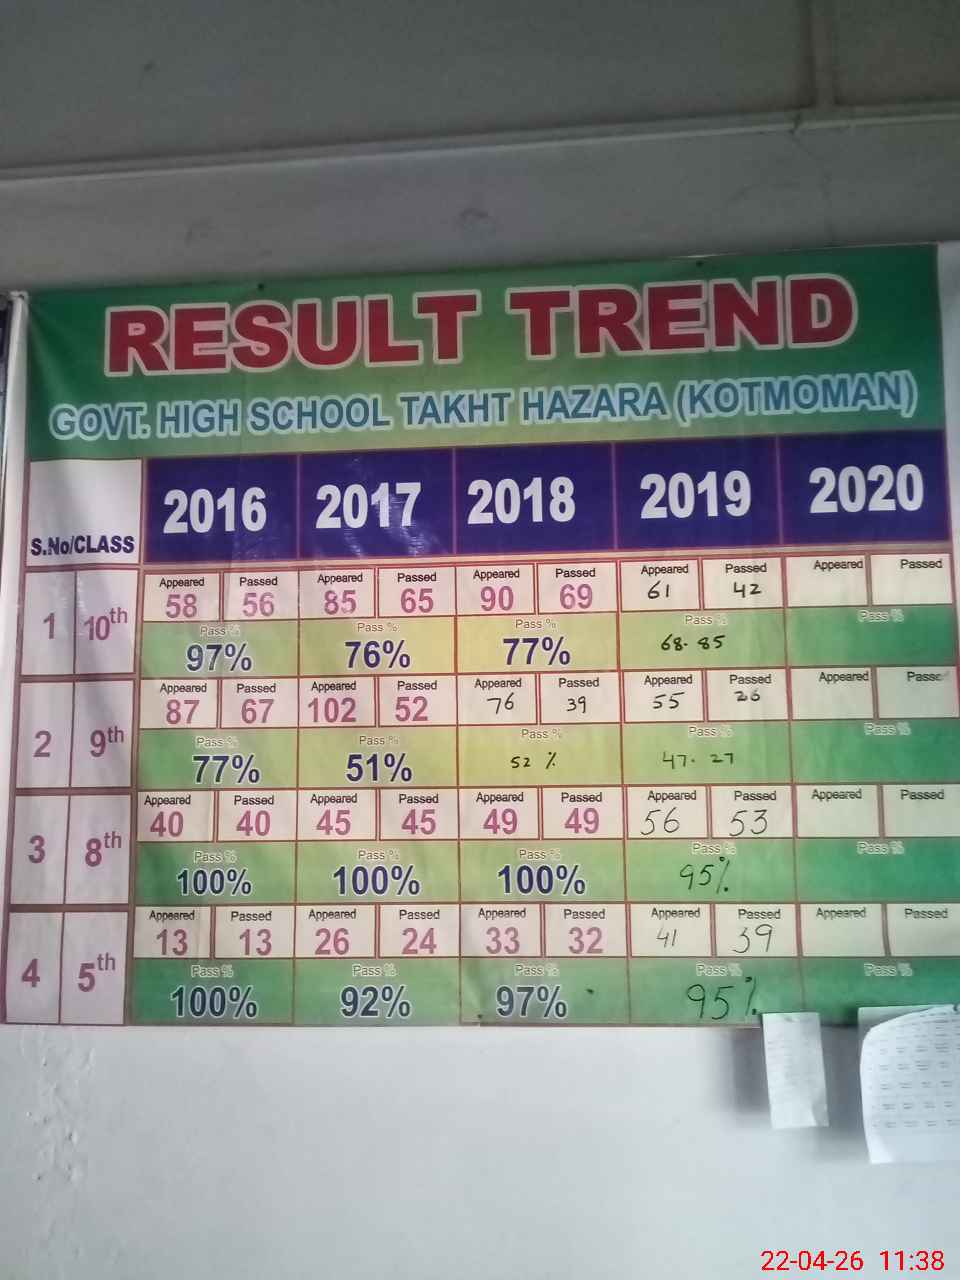 RESULT TREND
GOVT. HIGH SCHOOL TAKHT HAZARA (KOTMOMAN)
S.No/CLASS 2016 2017 2018 2019 2020
Appeared Passed Appeared Passed Appeared Passed Appeared Passed Appeared Passed
1 10th 58 56 85 65 90 69 61 42
Pass % Pass % Pass % Pass % Pass %
97% 76% 77% 68.85
Appeared Passed Appeared Passed Appeared Passed Appeared Passed Appeared Passed
2 9th 87 67 102 52 76 39 55 26
Pass % Pass % Pass % Pass % Pass %
77% 51% 52 % 47.27
Appeared Passed Appeared Passed Appeared Passed Appeared Passed Appeared Passed
3 8th 40 40 45 45 49 49 56 53
Pass % Pass % Pass % Pass % Pass %
100% 100% 100% 95%
Appeared Passed Appeared Passed Appeared Passed Appeared Passed Appeared Passed
4 5th 13 13 26 24 33 32 41 39
Pass % Pass % Pass % Pass % Pass %
100% 92% 97% 95%
22-04-26 11:38